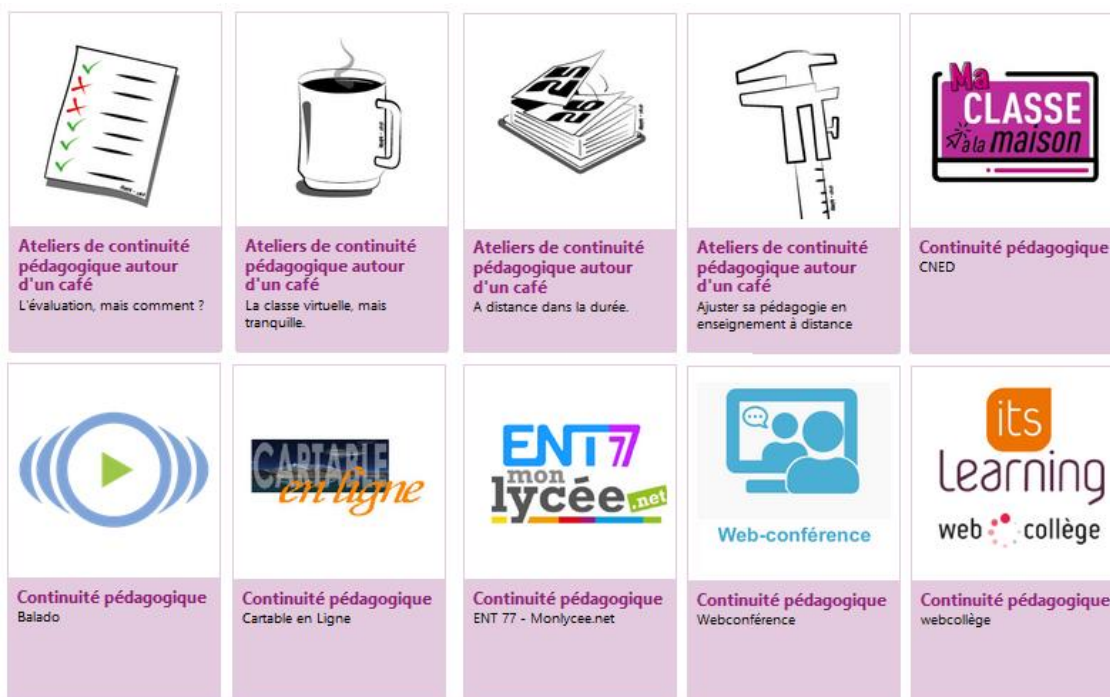 Ma
CLASSE
à la maison
Ateliers de continuité
pédagogique autour
d'un café
L'évaluation, mais comment ?
Ateliers de continuité
pédagogique autour
d'un café
La classe virtuelle, mais
tranquille.
Ateliers de continuité
pédagogique autour
d'un café
A distance dans la durée.
Ateliers de continuité
pédagogique autour
d'un café
Ajuster sa pédagogie en
enseignement à distance
Continuité pédagogique
CNED
CARTABLE
en ligne
ENT77
mon
lycée.net
Web-conférence
its
Learning
web collège
Continuité pédagogique
Balado
Continuité pédagogique
Cartable en Ligne
Continuité pédagogique
ENT 77 - Monlycee.net
Continuité pédagogique
Webconférence
Continuité pédagogique
webcollège